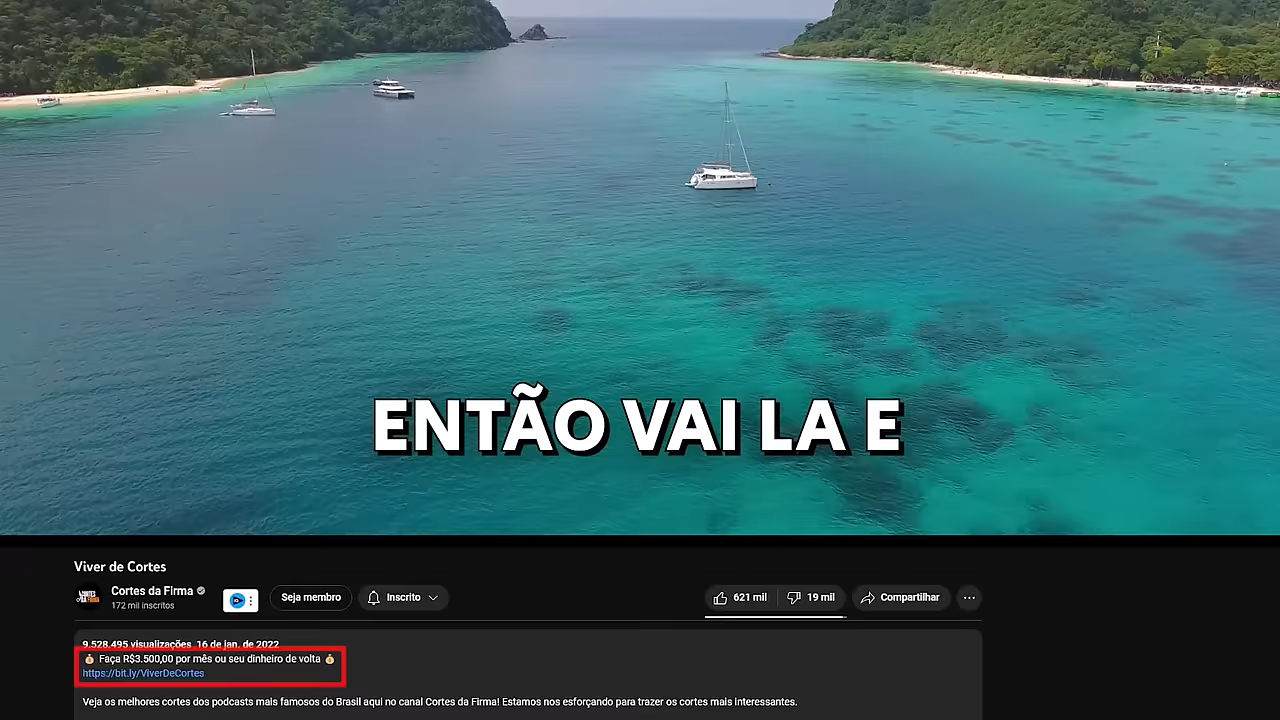 ENTÃO VAI LA E
Viver de Cortes
Cortes da Firma
172 mil inscritos
Seja membro
Inscrito
621 mil
19 mil
Compartilhar
9.528.495 visualizações 16 de jan. de 2022
Faça R$3.500,00 por mês ou seu dinheiro de volta
https://bit.ly/ViverDeCortes
Veja os melhores cortes dos podcasts mais famosos do Brasil aqui no canal Cortes da Firma! Estamos nos esforçando para trazer os cortes mais interessantes.